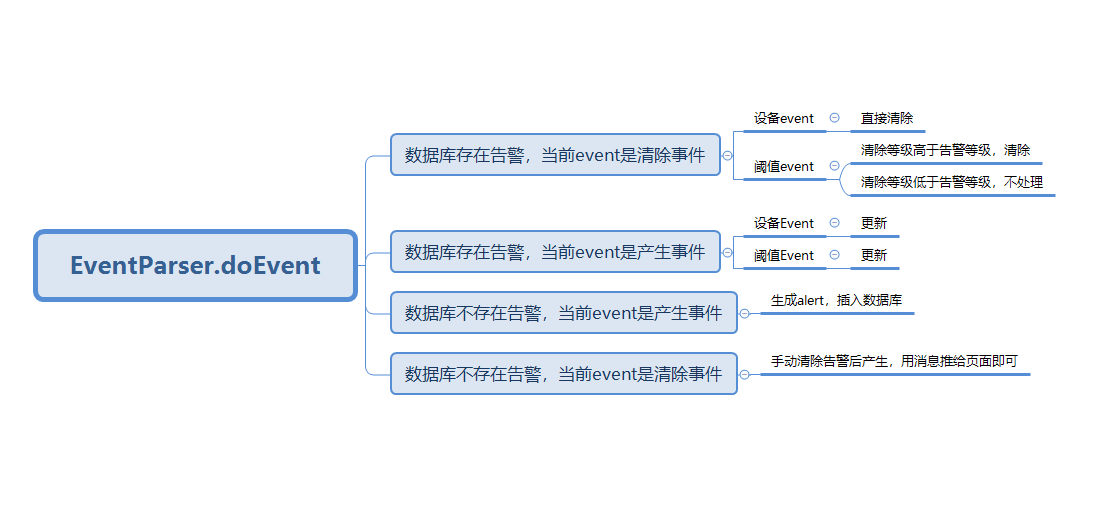 EventParser.doEvent
数据库存在告警，当前event是清除事件
设备event
直接清除
阈值event
清除等级高于告警等级，清除
清除等级低于告警等级，不处理
数据库存在告警，当前event是产生事件
设备Event
更新
阈值Event
更新
数据库不存在告警，当前event是产生事件
生成alert，插入数据库
数据库不存在告警，当前event是清除事件
手动清除告警后产生，用消息推给页面即可